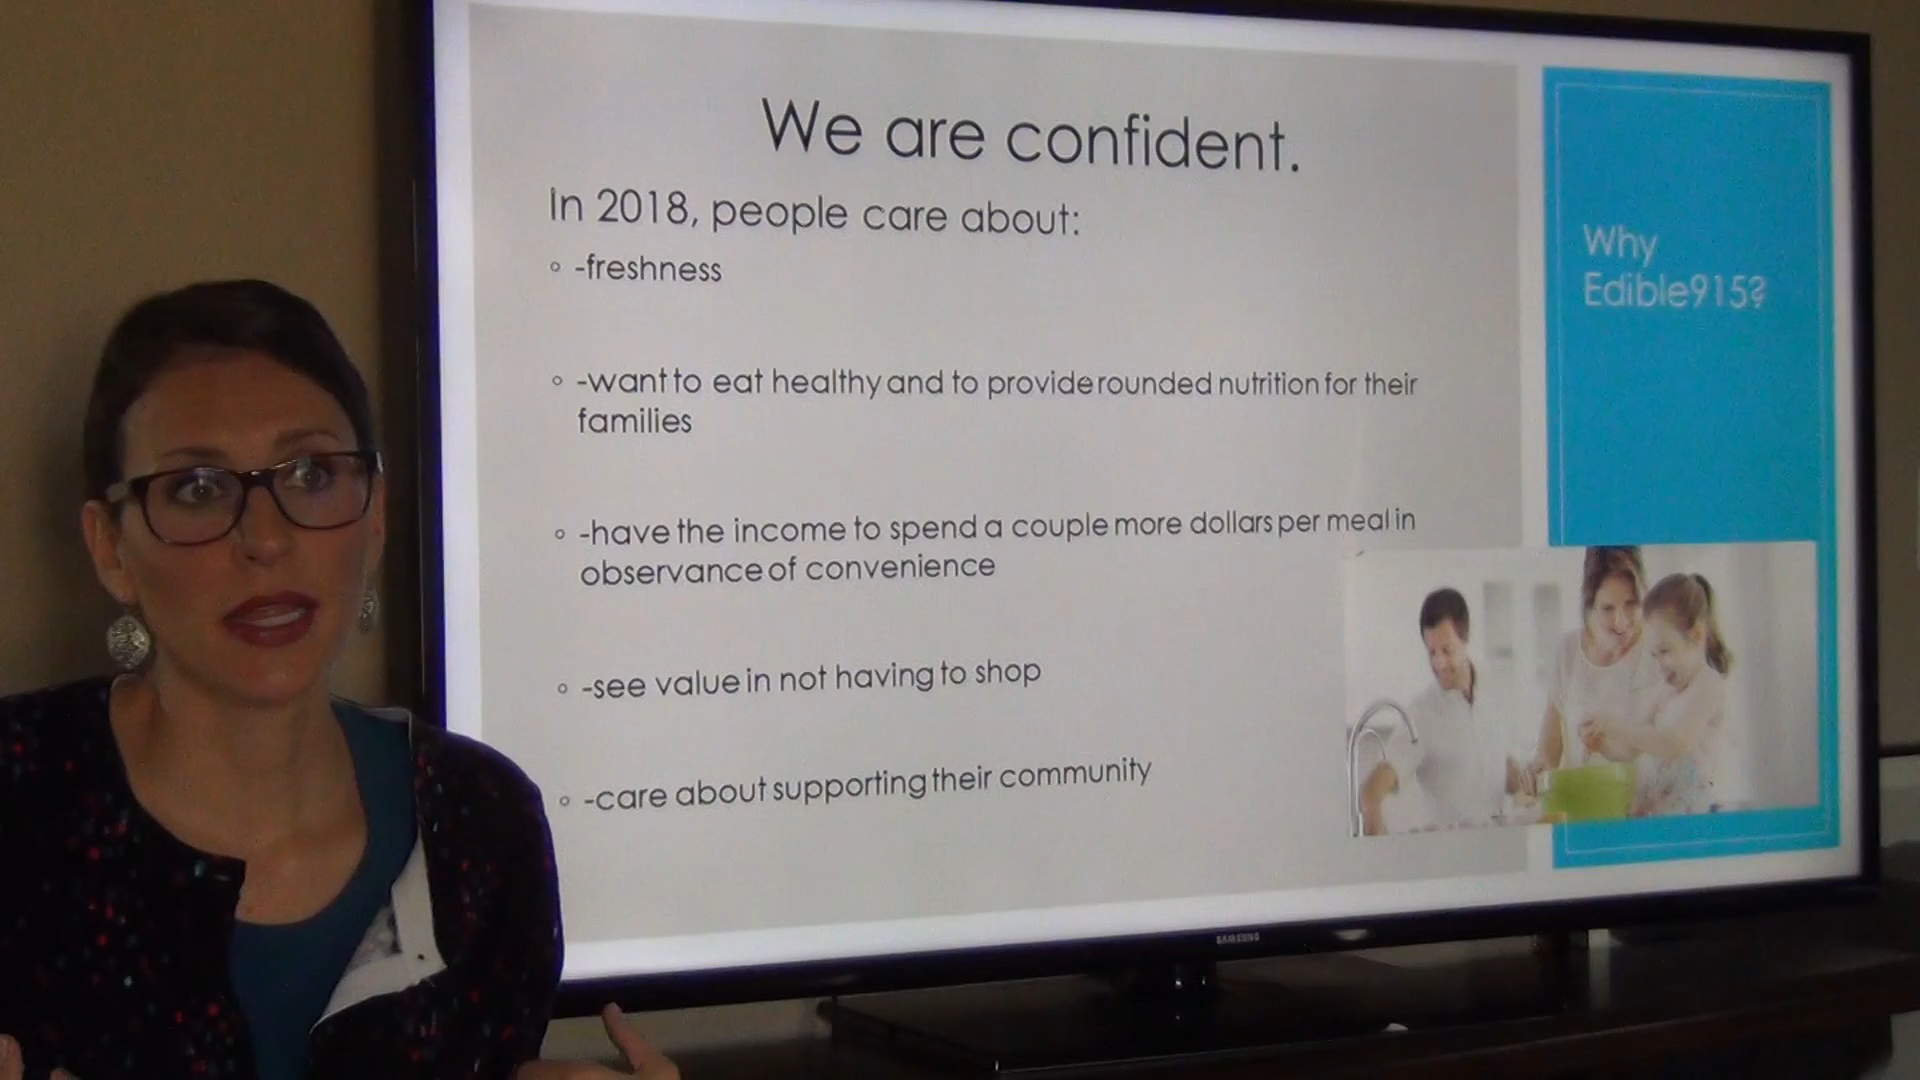 We are confident.
In 2018, people care about:
◦ -freshness
◦ -want to eat healthy and to provide rounded nutrition for their
families
◦ -have the income to spend a couple more dollars per meal in
observance of convenience
◦ -see value in not having to shop
◦ -care about supporting their community
Why
Edible915?
SAMSUNG